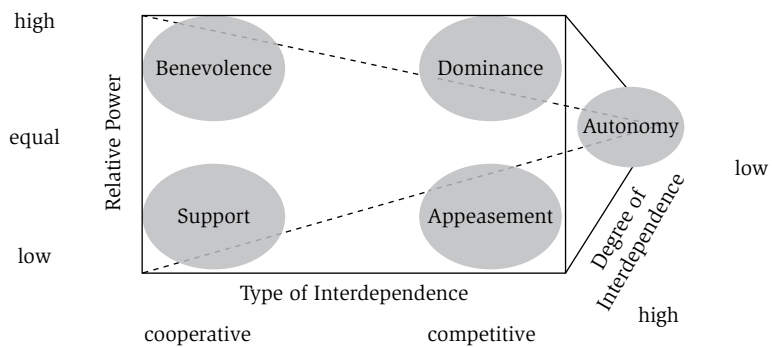 high
Benevolence
Dominance
Relative Power
Autonomy
equal
low
Support
Appeasement
Degree of
Interdependence
low
Type of Interdependence
high
cooperative
competitive